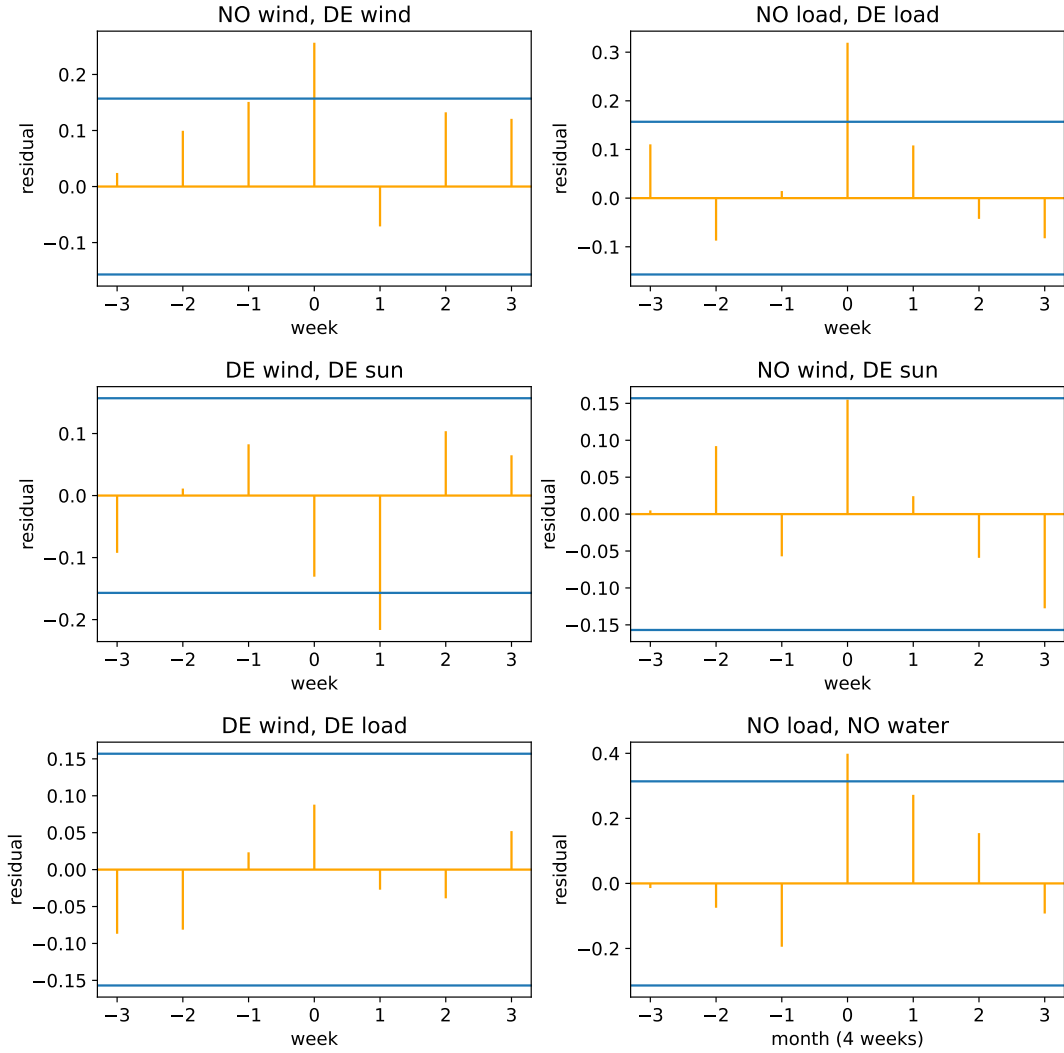 NO wind, DE wind
residual
0.2
0.1
0.0
−0.1
−3 −2 −1 0 1 2 3
week
NO load, DE load
residual
0.3
0.2
0.1
0.0
−0.1
−3 −2 −1 0 1 2 3
week
DE wind, DE sun
residual
0.1
0.0
−0.1
−0.2
−3 −2 −1 0 1 2 3
week
NO wind, DE sun
residual
0.15
0.10
0.05
0.00
−0.05
−0.10
−0.15
−3 −2 −1 0 1 2 3
week
DE wind, DE load
residual
0.15
0.10
0.05
0.00
−0.05
−0.10
−0.15
−3 −2 −1 0 1 2 3
week
NO load, NO water
residual
0.4
0.2
0.0
−0.2
−3 −2 −1 0 1 2 3
month (4 weeks)